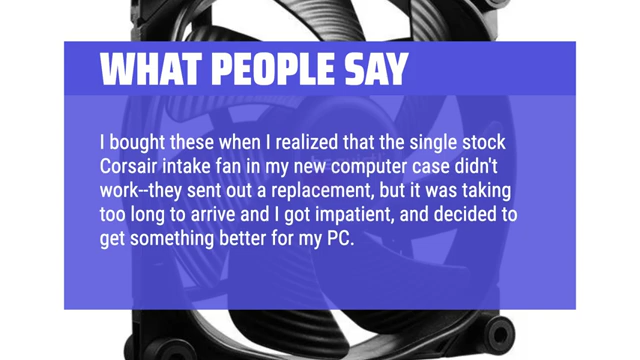 WHAT PEOPLE SAY
I bought these when I realized that the single stock
Corsair intake fan in my new computer case didn't
work--they sent out a replacement, but it was taking
too long to arrive and I got impatient, and decided to
get something better for my PC.